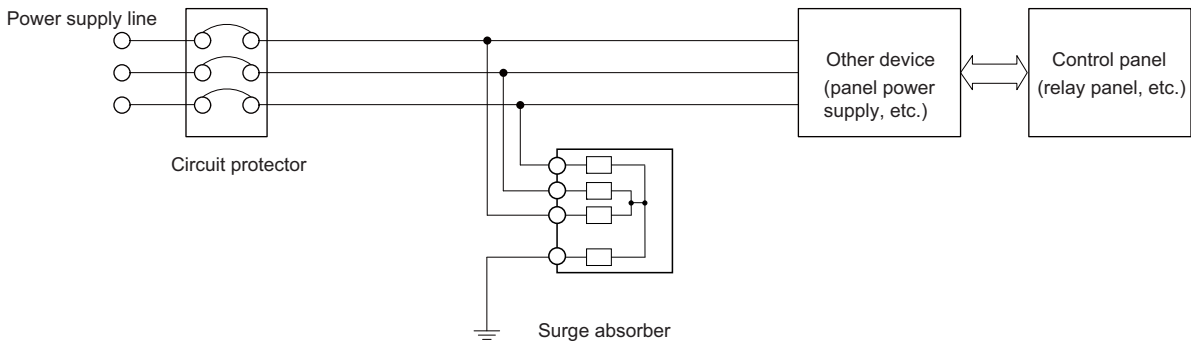 Power supply line
Circuit protector
Other device
(panel power
supply, etc.)
Control panel
(relay panel, etc.)
Surge absorber